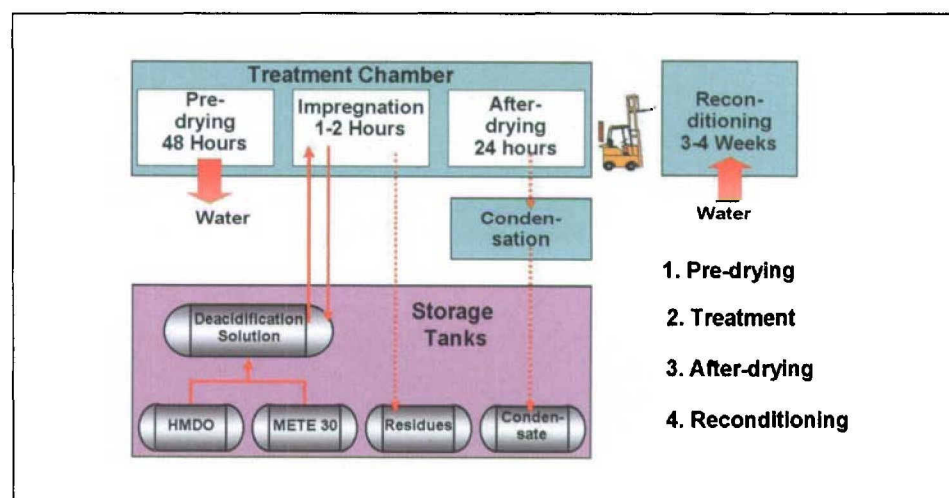 Treatment Chamber
Pre-
drying
48 Hours
Impregnation
1-2 Hours
After-
drying
24 hours
Recon-
ditioning
3-4 Weeks
Water
Water
Conden-
sation
Storage
Tanks
Deacidification
Solution
HMDO
METE 30
Residues
Conden-
sate
1. Pre-drying
2. Treatment
3. After-drying
4. Reconditioning